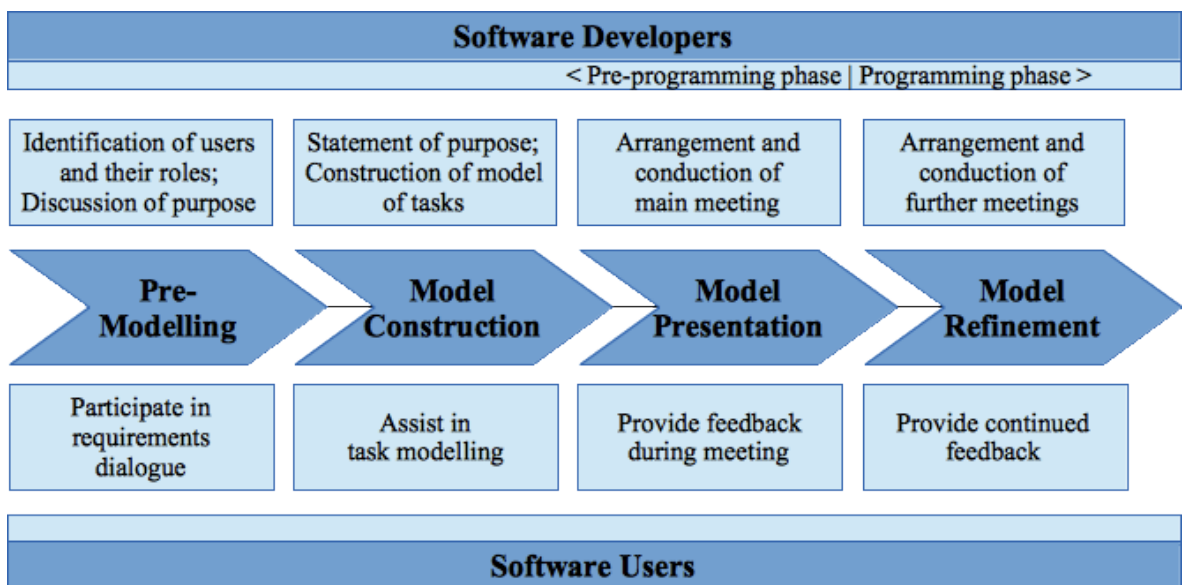 Software Developers
< Pre-programming phase | Programming phase >
Identification of users
and their roles;
Discussion of purpose
Statement of purpose;
Construction of model
of tasks
Arrangement and
conduction of
main meeting
Arrangement and
conduction of
further meetings
Pre-
Modelling
Model
Construction
Model
Presentation
Model
Refinement
Participate in
requirements
dialogue
Assist in
task modelling
Provide feedback
during meeting
Provide continued
feedback
Software Users